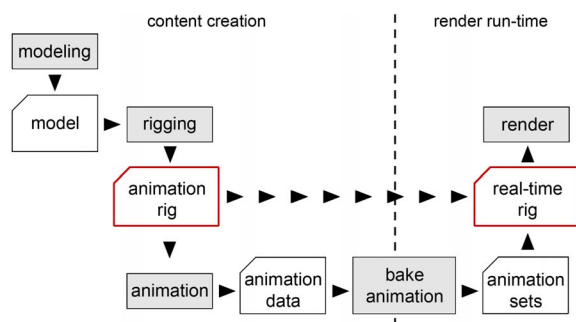 content creation
render run-time
modeling
model
rigging
render
animation
rig
real-time
rig
animation
animation
data
bake
animation
animation
sets